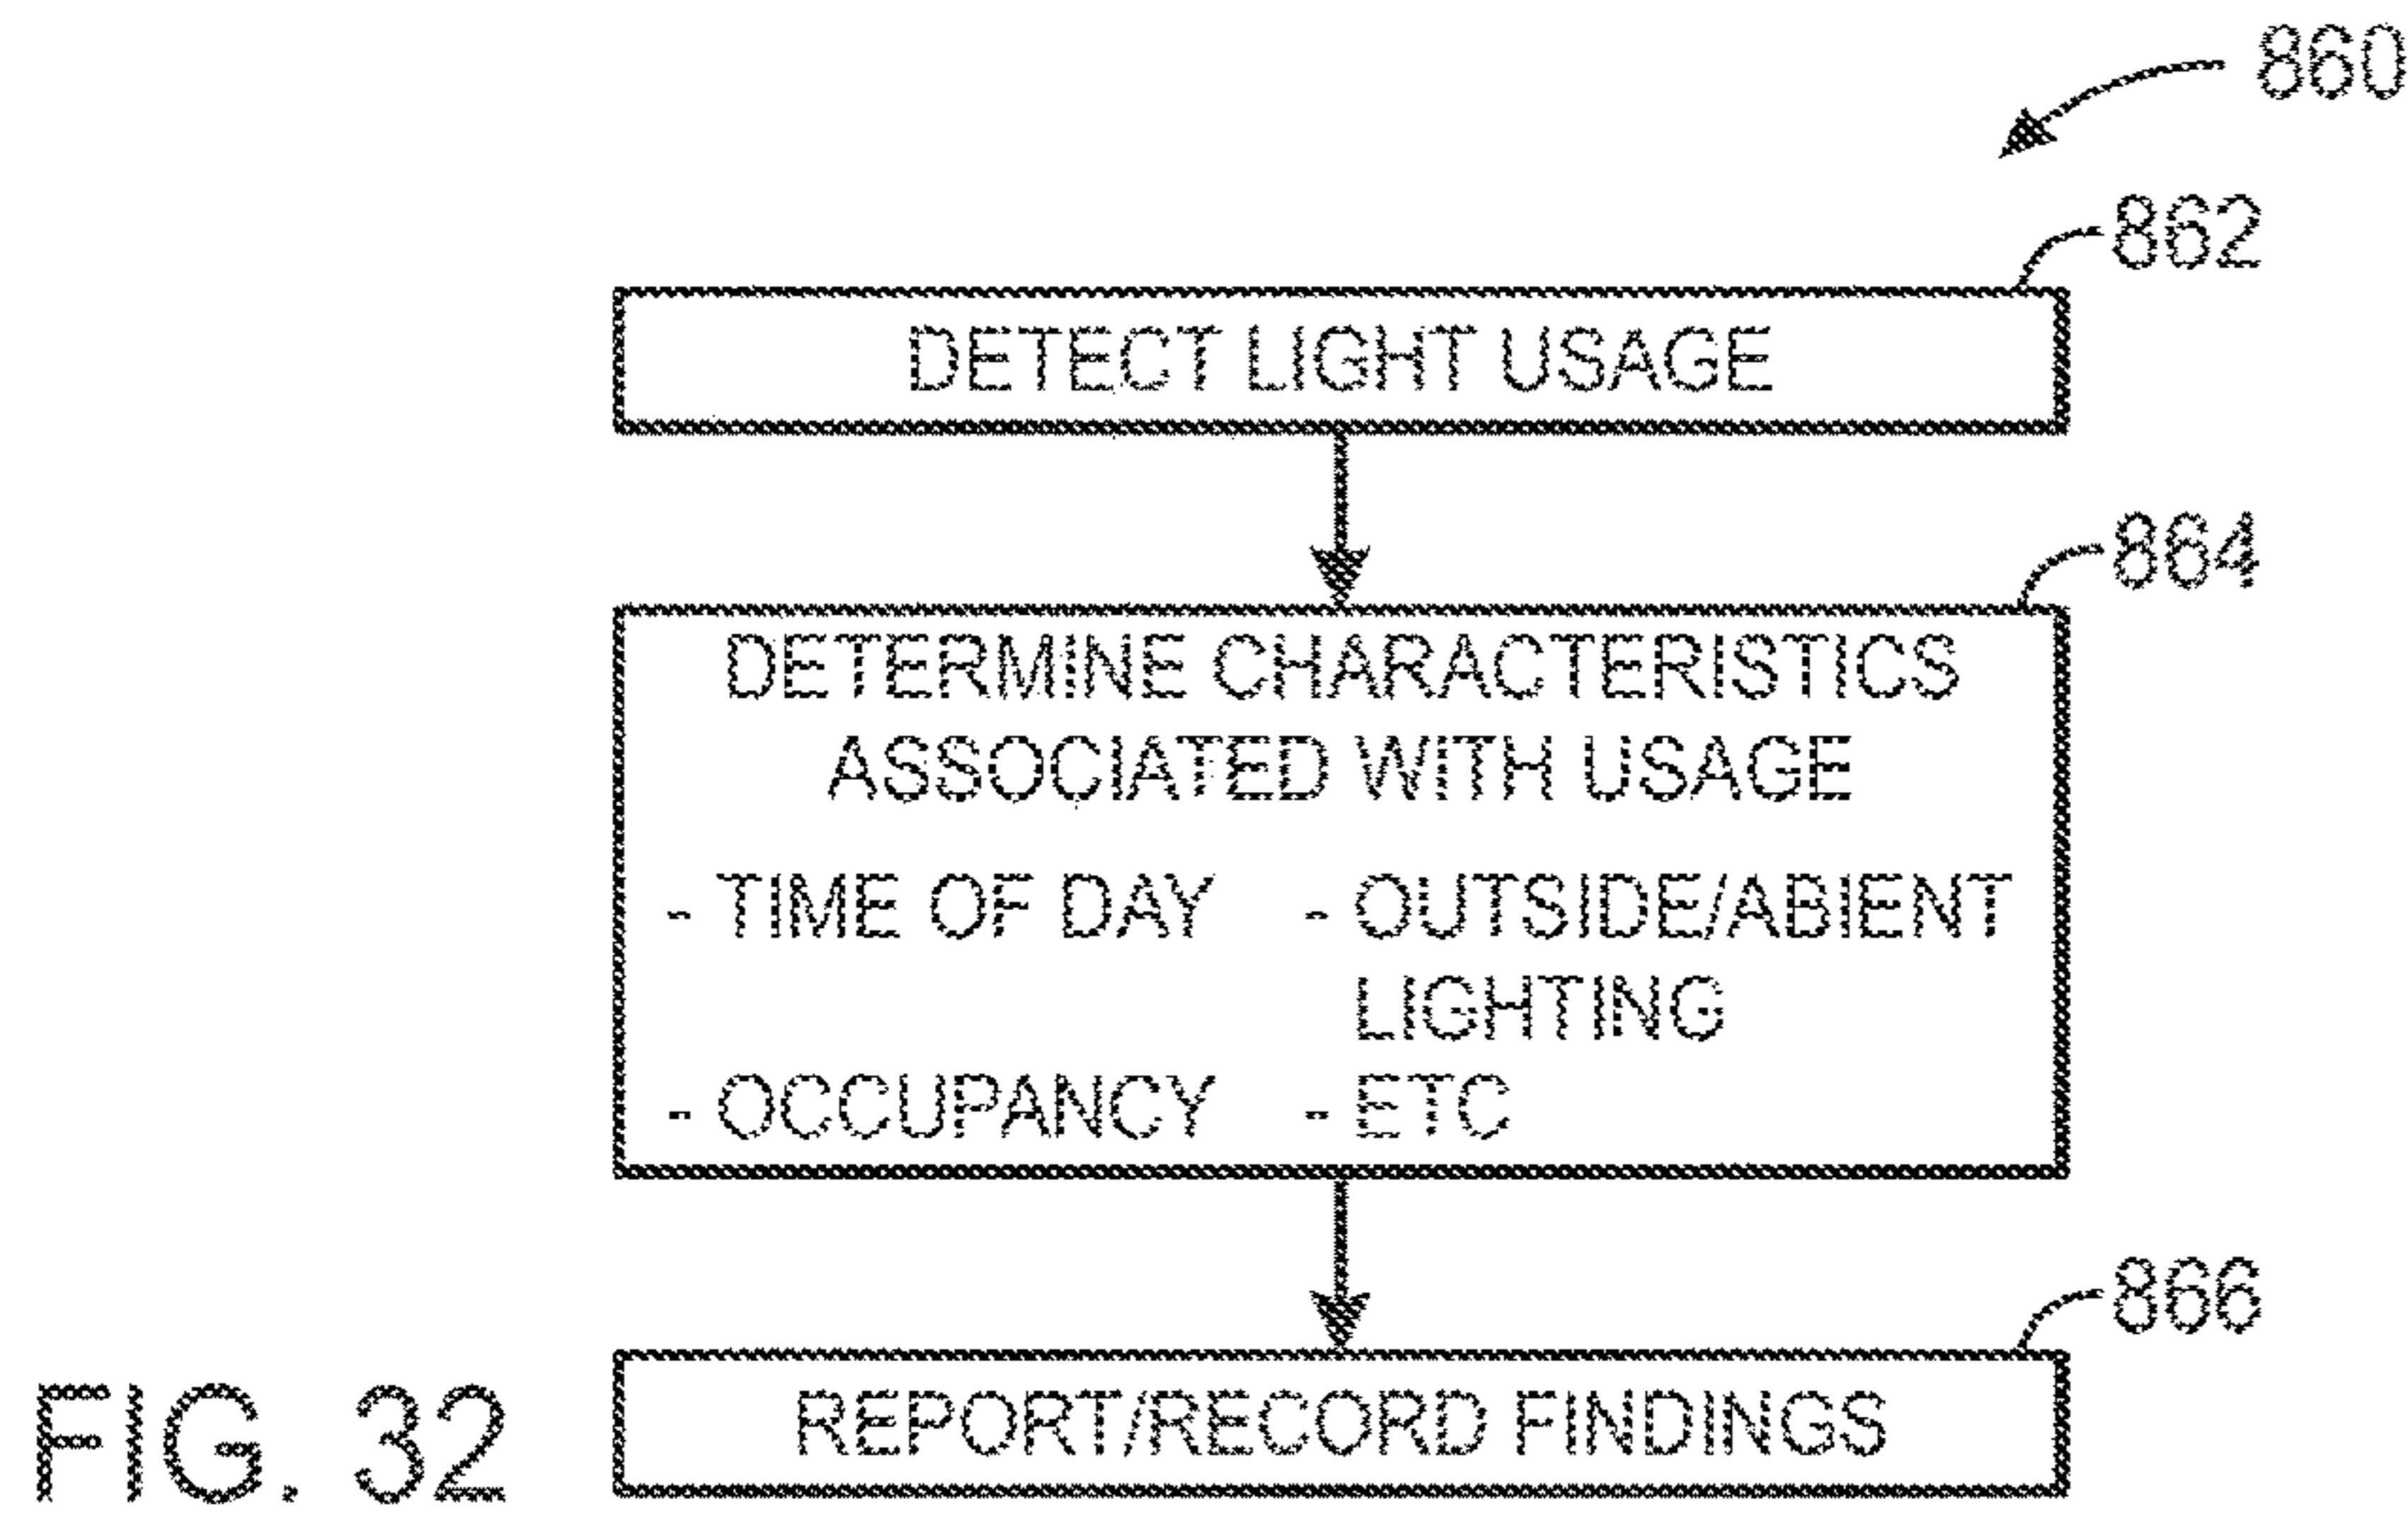 860
862
DETECT LIGHT USAGE
864
DETERMINE CHARACTERISTICS
ASSOCIATED WITH USAGE
- TIME OF DAY - OUTSIDE/ABIENT
LIGHTING
- OCCUPANCY - ETC
866
REPORT/RECORD FINDINGS
FIG. 32